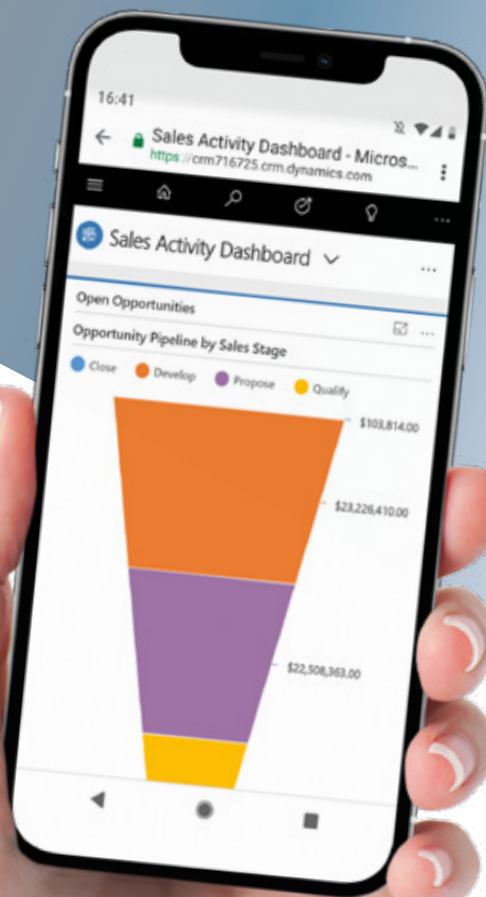 16:41
Sales Activity Dashboard - Micros...
https://crm716725.crm.dynamics.com
Sales Activity Dashboard
Open Opportunities
Opportunity Pipeline by Sales Stage
Close Develop Propose Qualify
$103,814.00
$23,226,410.00
$22,508,363.00